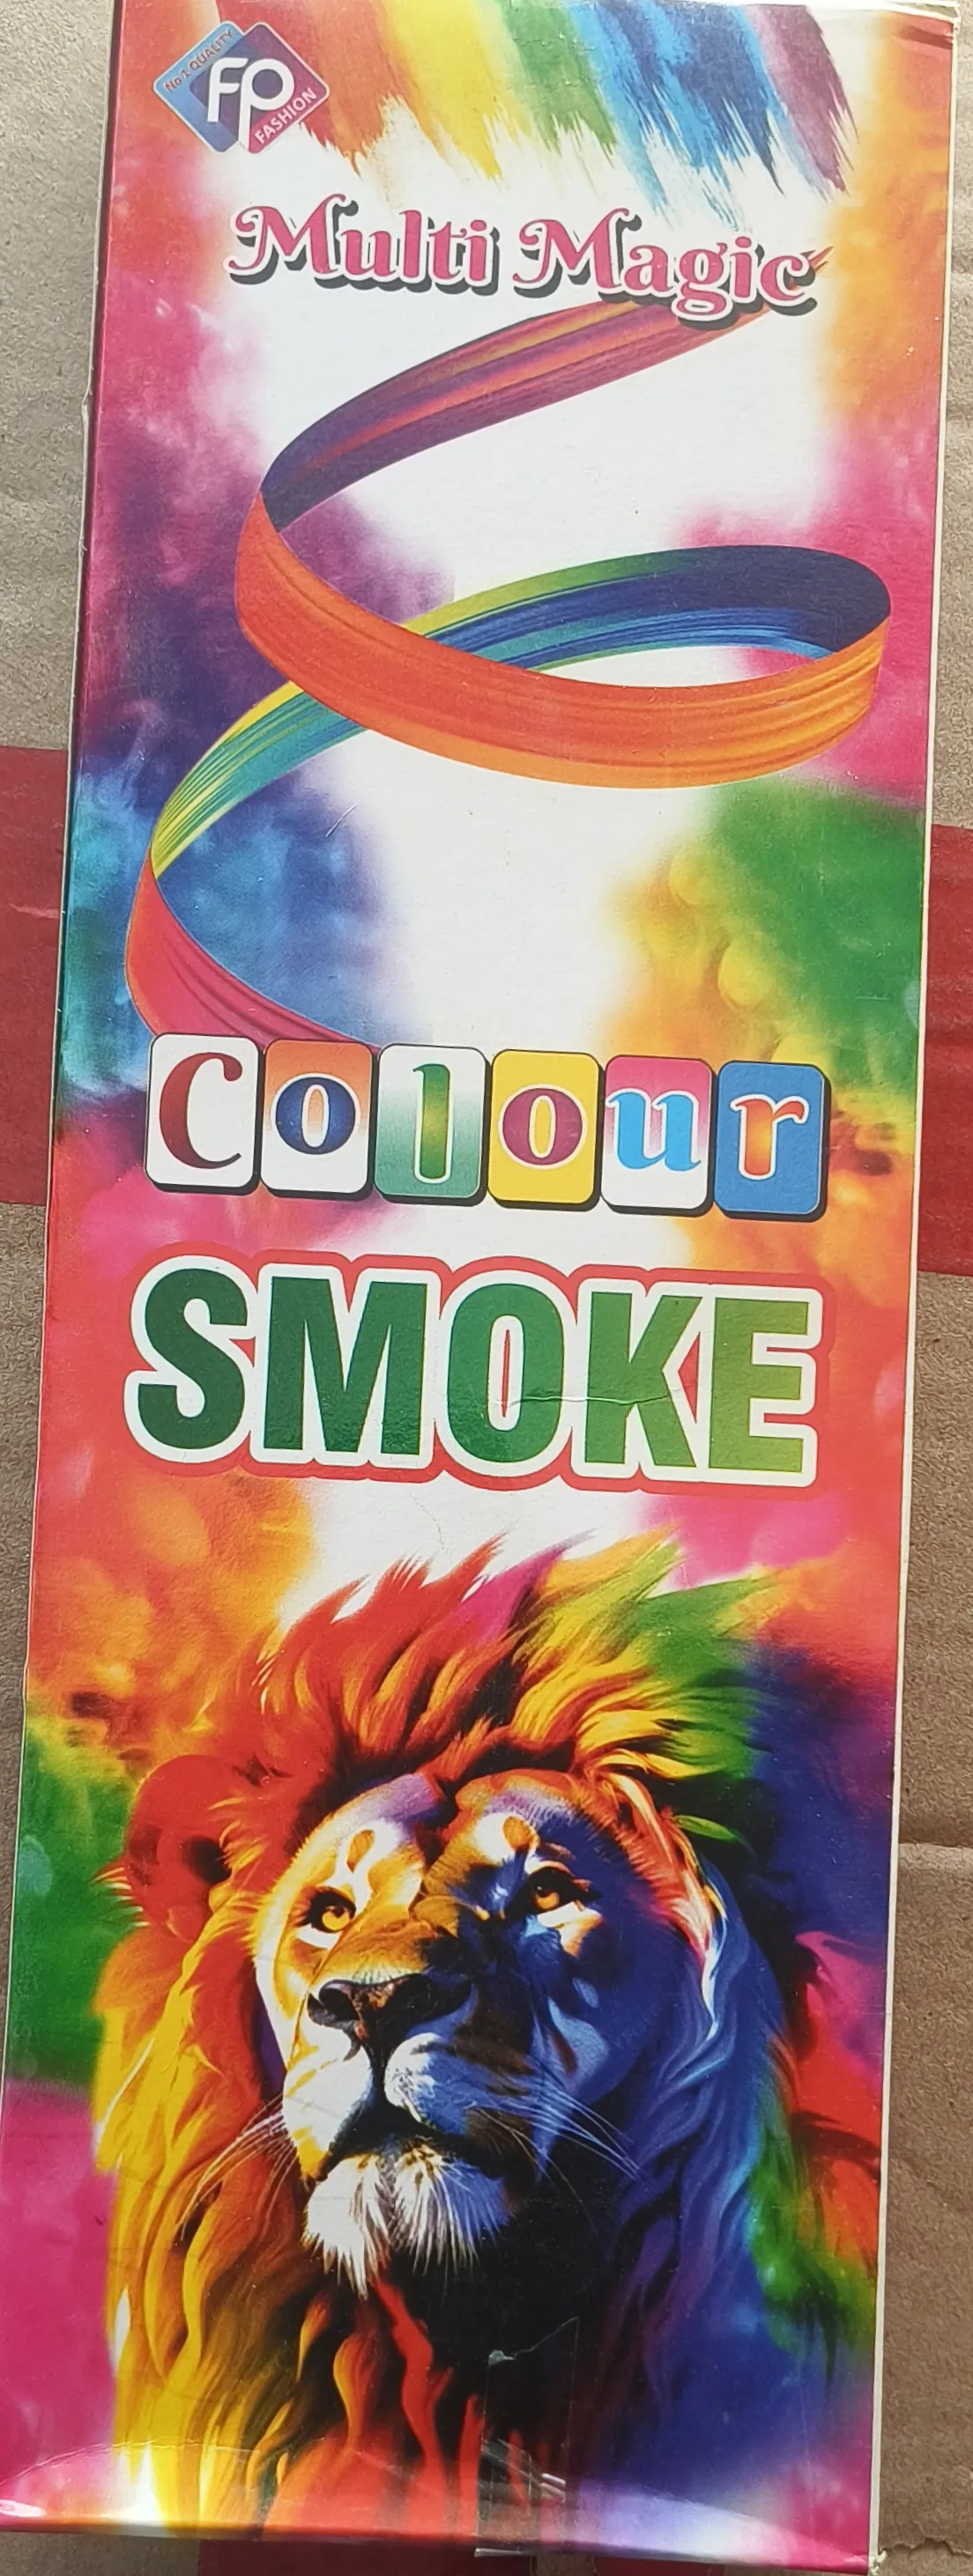 No 1 QUALITY
FP
FASHION
Multi Magic
Colour
SMOKE